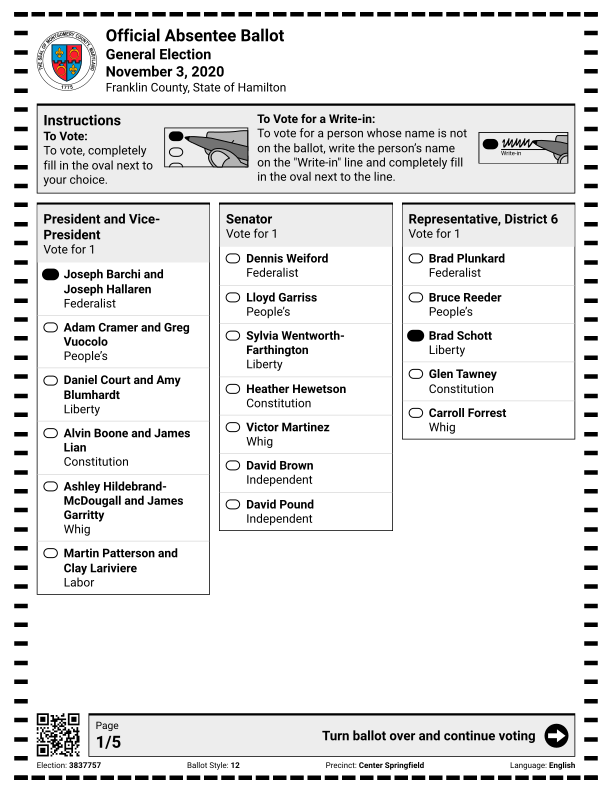 THE SEAL OF MONTGOMERY COUNTY, MARYLAND
1776
Official Absentee Ballot
General Election
November 3, 2020
Franklin County, State of Hamilton
Instructions
To Vote:
To vote, completely
fill in the oval next to
your choice.
To Vote for a Write-in:
To vote for a person whose name is not
on the ballot, write the person's name
on the "Write-in" line and completely fill
in the oval next to the line.
Write-in
President and Vice-
President
Vote for 1
Joseph Barchi and
Joseph Hallaren
Federalist
Adam Cramer and Greg
Vuocolo
People's
Daniel Court and Amy
Blumhardt
Liberty
Alvin Boone and James
Lian
Constitution
Ashley Hildebrand-
McDougall and James
Garritty
Whig
Martin Patterson and
Clay Lariviere
Labor
Senator
Vote for 1
Dennis Weiford
Federalist
Lloyd Garriss
People's
Sylvia Wentworth-
Farthington
Liberty
Heather Hewetson
Constitution
Victor Martinez
Whig
David Brown
Independent
David Pound
Independent
Representative, District 6
Vote for 1
Brad Plunkard
Federalist
Bruce Reeder
People's
Brad Schott
Liberty
Glen Tawney
Constitution
Carroll Forrest
Whig
Page
1/5
Turn ballot over and continue voting
Election: 3837757
Ballot Style: 12
Precinct: Center Springfield
Language: English